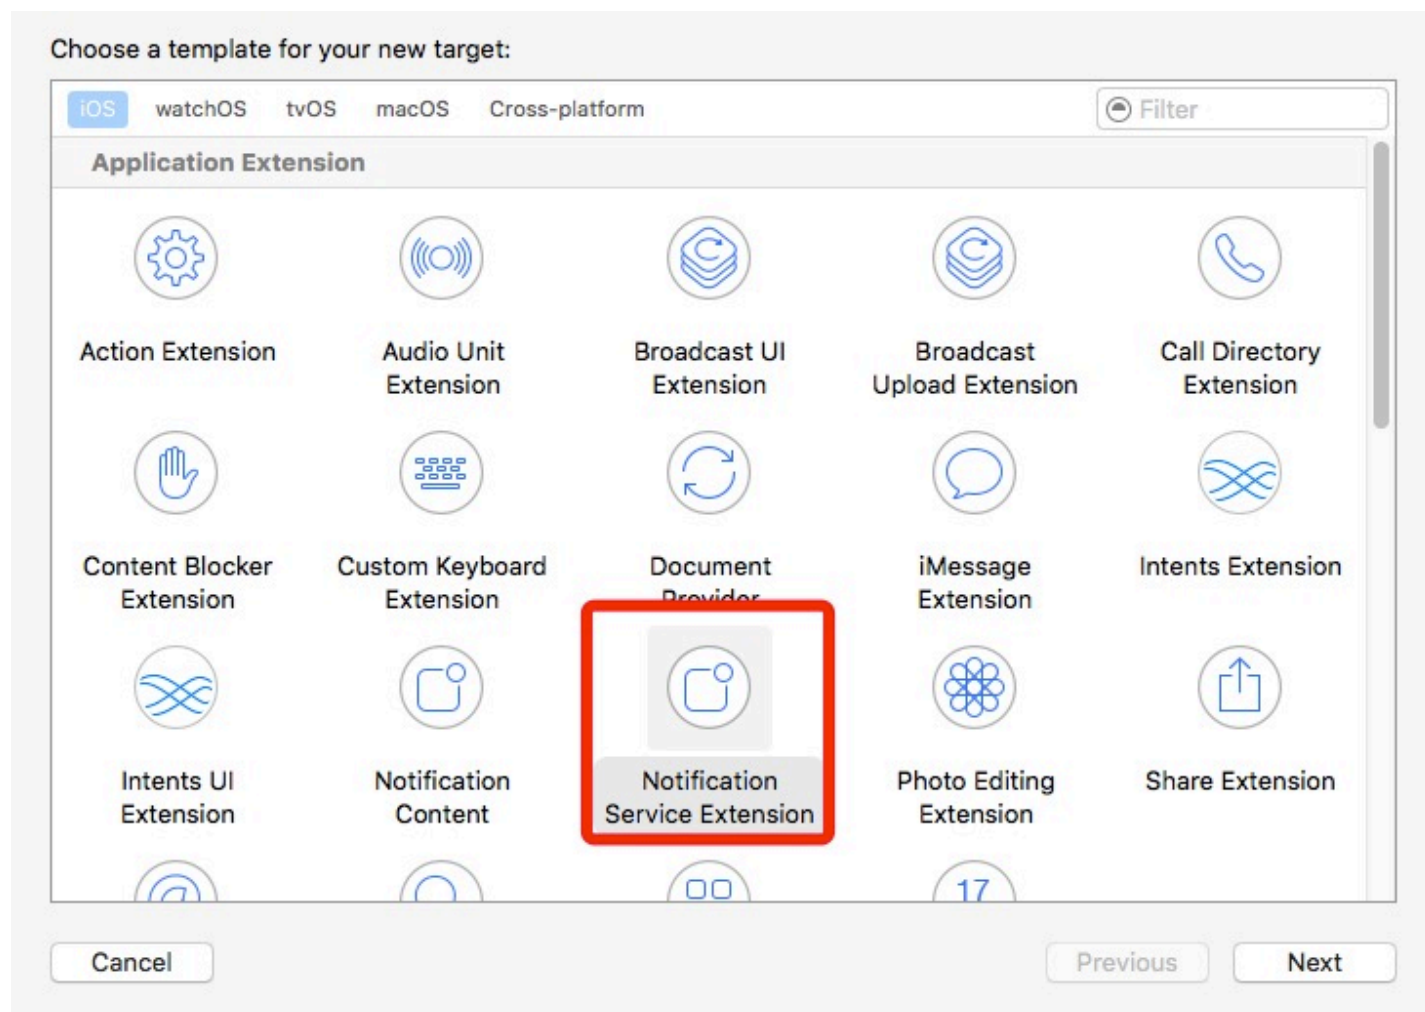 Choose a template for your new target:
iOS watchOS tvOS macOS Cross-platform Filter
Application Extension
Action Extension Audio Unit Broadcast UI Broadcast Call Directory
Extension Extension Upload Extension Extension
Content Blocker Custom Keyboard Document iMessage Intents Extension
Extension Extension Provider Extension
Intents UI Notification Notification Photo Editing Share Extension
Extension Content Service Extension Extension
17
Cancel Previous Next